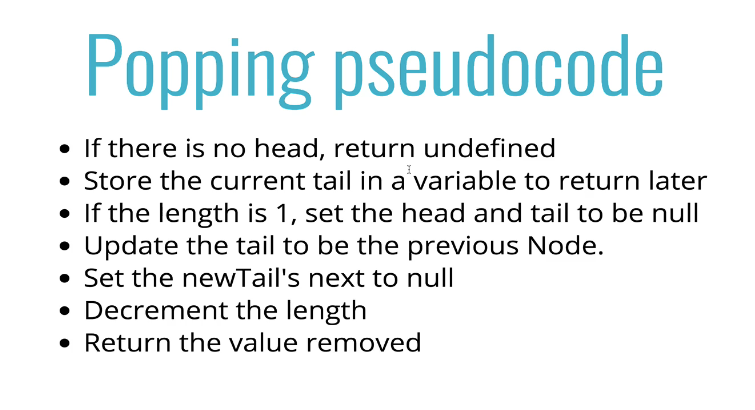 Popping pseudocode
• If there is no head, return undefined
• Store the current tail in a variable to return later
• If the length is 1, set the head and tail to be null
• Update the tail to be the previous Node.
• Set the newTail's next to null
• Decrement the length
• Return the value removed